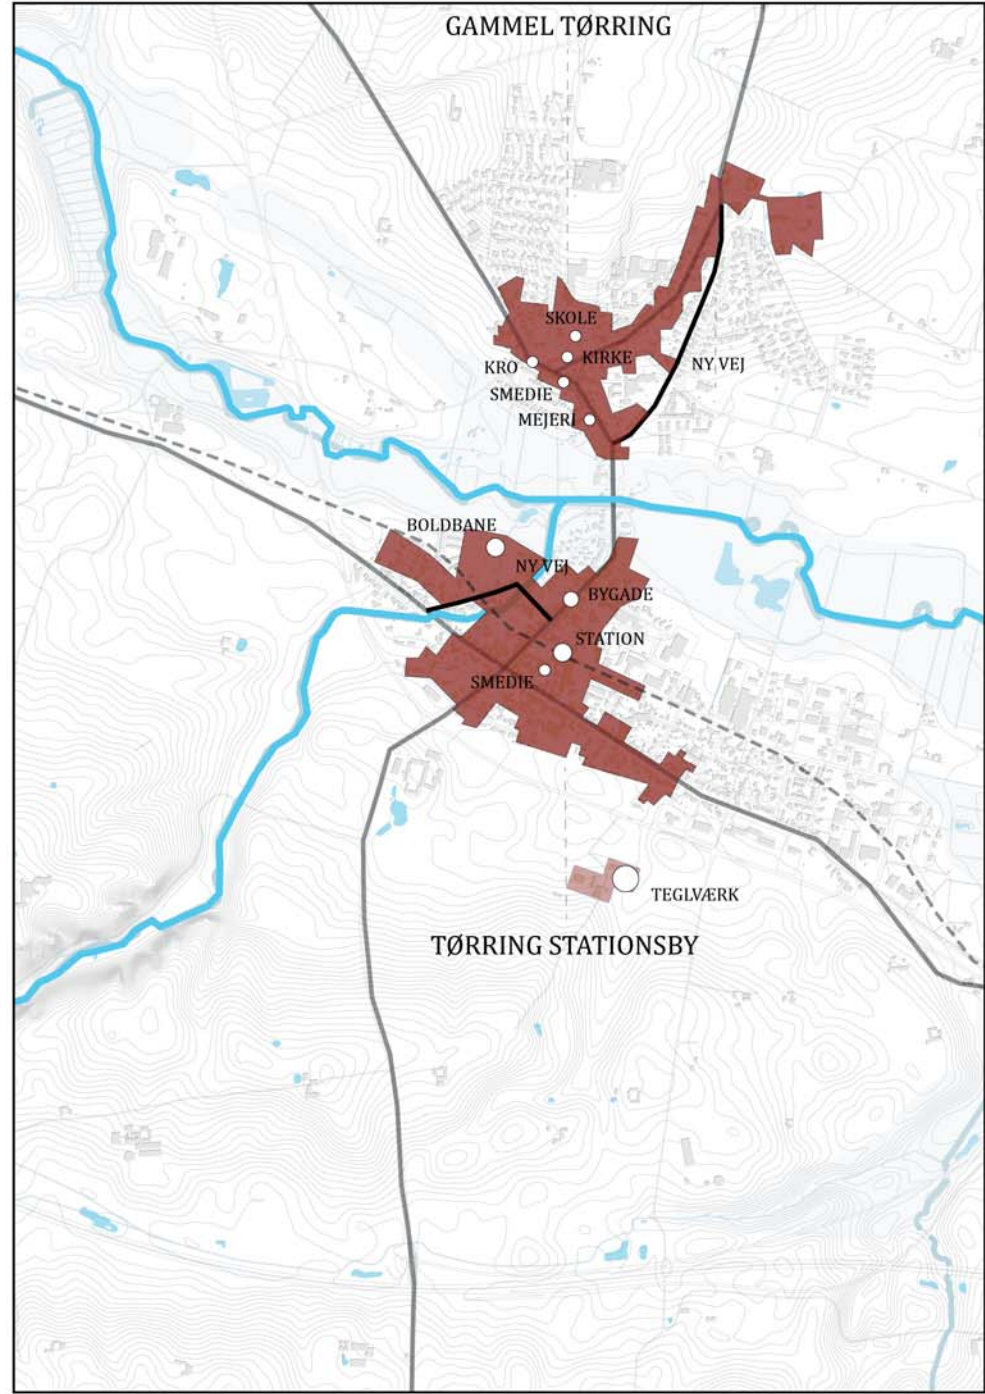 GAMMEL TØRRING
SKOLE
KIRKE
KRO
NY VEJ
SMEDIE
MEJERI
BOLDBANE
NY VEJ
BYGADE
STATION
SMEDIE
TEGLVÆRK
TØRRING STATIONSBY